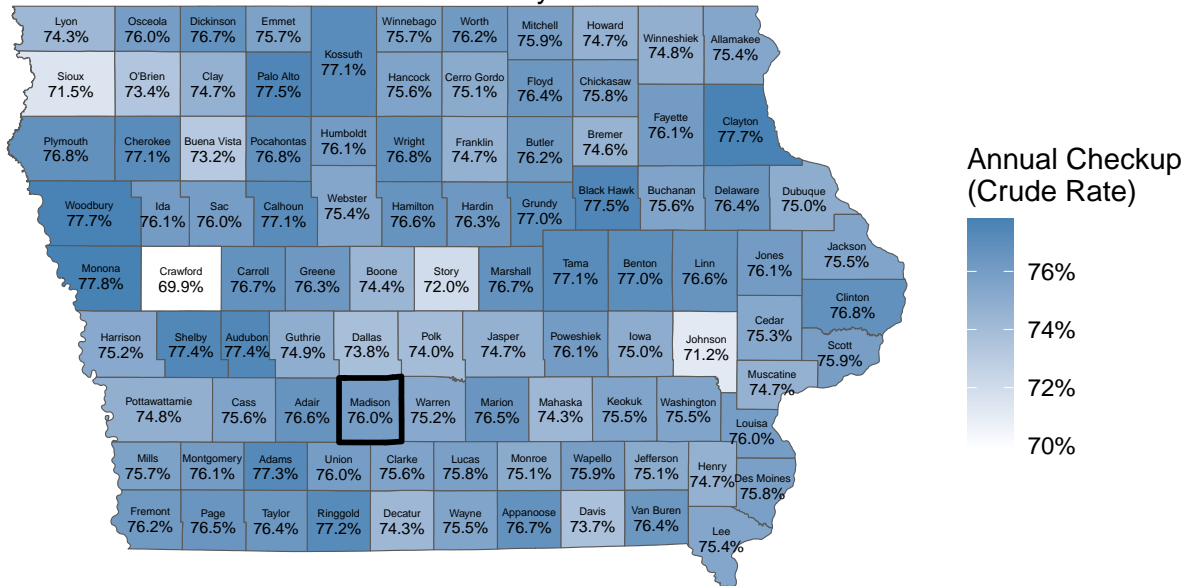 Lyon
74.3%
Osceola
76.0%
Dickinson
76.7%
Emmet
75.7%
Kossuth
77.1%
Winnebago
75.7%
Worth
76.2%
Mitchell
75.9%
Howard
74.7%
Winneshiek
74.8%
Allamakee
75.4%
Sioux
71.5%
O'Brien
73.4%
Clay
74.7%
Palo Alto
77.5%
Hancock
75.6%
Cerro Gordo
75.1%
Floyd
76.4%
Chickasaw
75.8%
Fayette
76.1%
Clayton
77.7%
Plymouth
76.8%
Cherokee
77.1%
Buena Vista
73.2%
Pocahontas
76.8%
Humboldt
76.1%
Wright
76.8%
Franklin
74.7%
Butler
76.2%
Bremer
74.6%
Woodbury
77.7%
Ida
76.1%
Sac
76.0%
Calhoun
77.1%
Webster
75.4%
Hamilton
76.6%
Hardin
76.3%
Grundy
77.0%
Black Hawk
77.5%
Buchanan
75.6%
Delaware
76.4%
Dubuque
75.0%
Monona
77.8%
Crawford
69.9%
Carroll
76.7%
Greene
76.3%
Boone
74.4%
Story
72.0%
Marshall
76.7%
Tama
77.1%
Benton
77.0%
Linn
76.6%
Jones
76.1%
Jackson
75.5%
Clinton
76.8%
Harrison
75.2%
Shelby
77.4%
Audubon
77.4%
Guthrie
74.9%
Dallas
73.8%
Polk
74.0%
Jasper
74.7%
Poweshiek
76.1%
Iowa
75.0%
Johnson
71.2%
Cedar
75.3%
Scott
75.9%
Muscatine
74.7%
Pottawattamie
74.8%
Cass
75.6%
Adair
76.6%
Madison
76.0%
Warren
75.2%
Marion
76.5%
Mahaska
74.3%
Keokuk
75.5%
Washington
75.5%
Louisa
76.0%
Mills
75.7%
Montgomery
76.1%
Adams
77.3%
Union
76.0%
Clarke
75.6%
Lucas
75.8%
Monroe
75.1%
Wapello
75.9%
Jefferson
75.1%
Henry
74.7%
Des Moines
75.8%
Fremont
76.2%
Page
76.5%
Taylor
76.4%
Ringgold
77.2%
Decatur
74.3%
Wayne
75.5%
Appanoose
76.7%
Davis
73.7%
Van Buren
76.4%
Lee
75.4%
Annual Checkup
(Crude Rate)
76%
74%
72%
70%